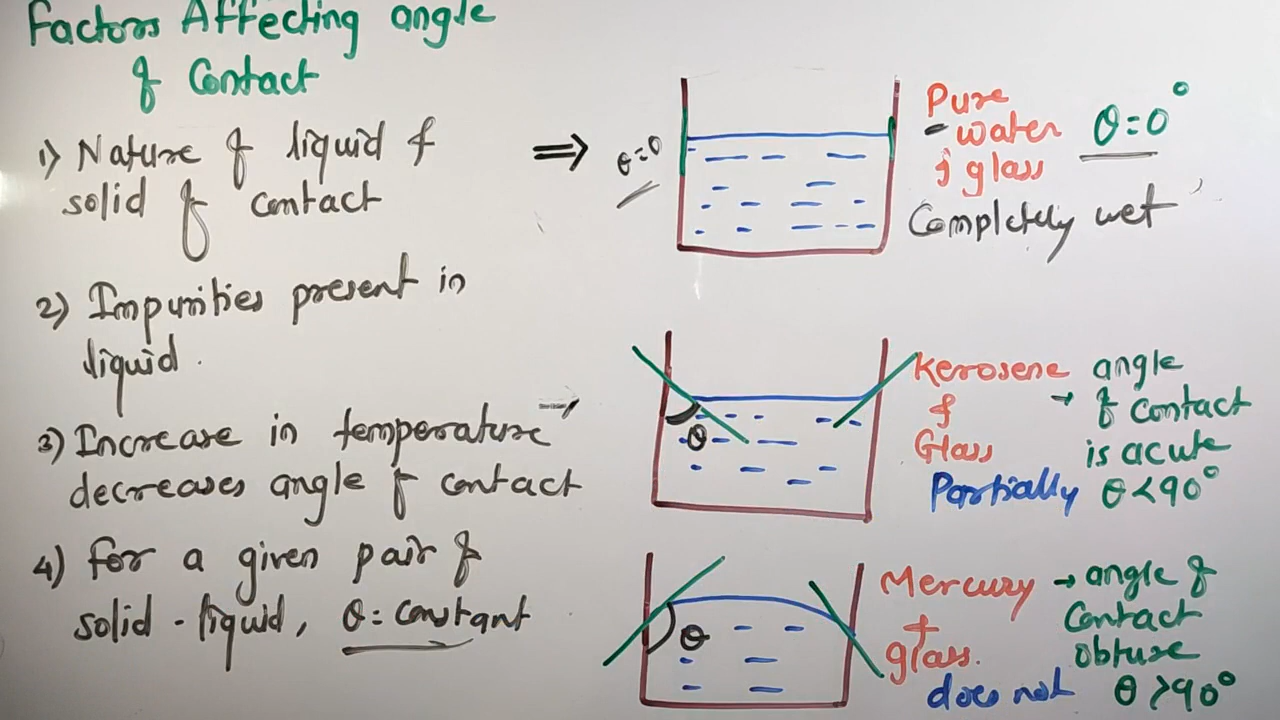 Factors Affecting angle
of Contact
1) Nature of liquid &
solid of contact
2) Impurities present in
liquid.
3) Increase in temperature
decreases angle of contact
4) For a given pair of
solid - liquid, θ = constant
⇒
θ=0
Pure
- water
& glass
θ=0°
Completely wet
→
θ
Kerosene
&
Glass
Partially
→ angle
of contact
is acute
θ<90°
θ
Mercury
+
glass.
does not
→ angle of
Contact
obtuse
θ>90°